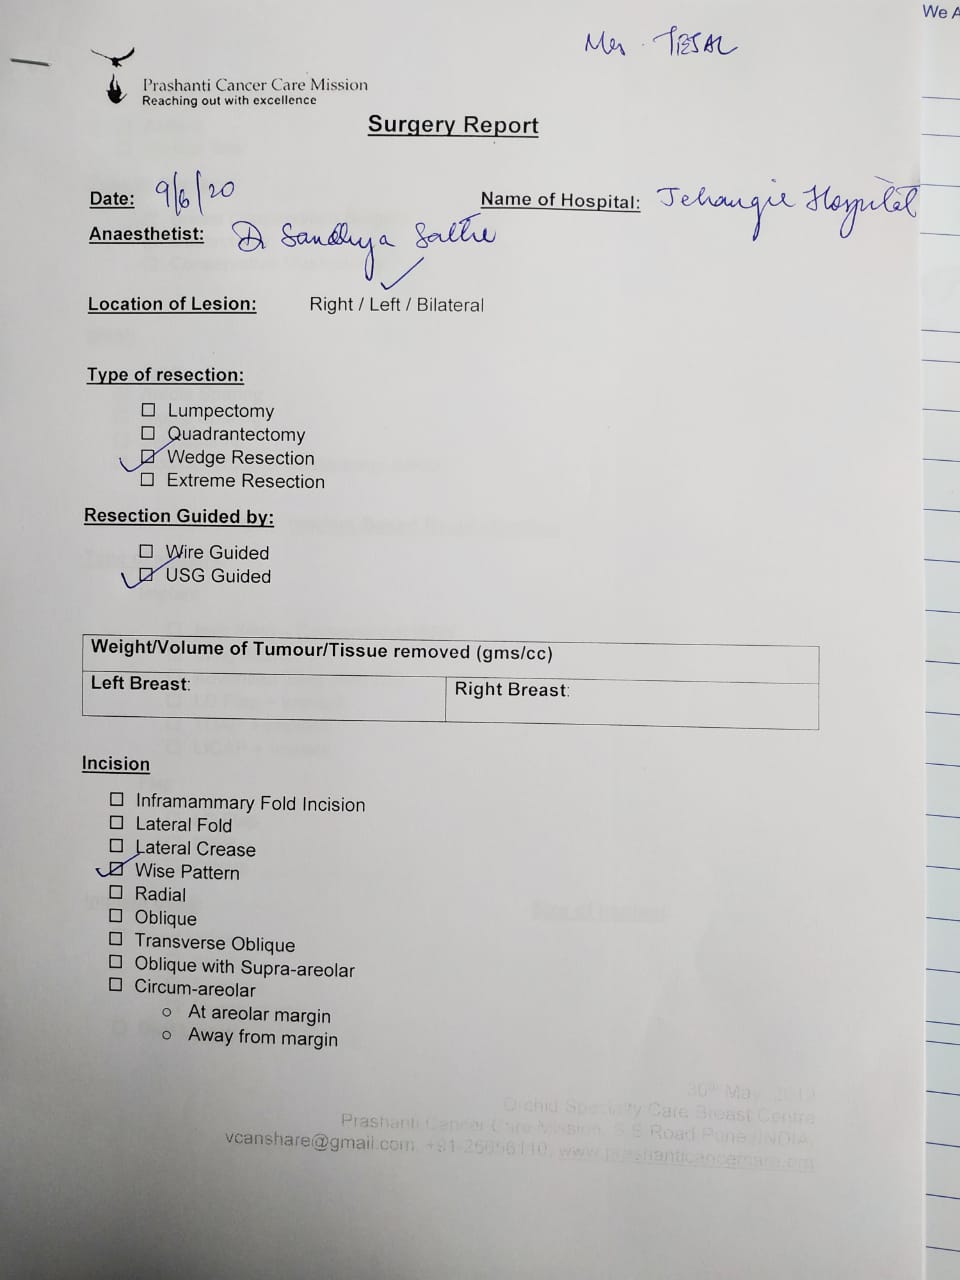 We A
Mrs. TESAL
Prashanti Cancer Care Mission
Reaching out with excellence
Surgery Report
Date: 9/6/20
Name of Hospital: Jehangir Hospital
Anaesthetist: Dr Sandhya Sathe
Location of Lesion: Right / Left / Bilateral
Type of resection:
Lumpectomy
Quadrantectomy
Wedge Resection
Extreme Resection
Resection Guided by:
Wire Guided
USG Guided
Weight/Volume of Tumour/Tissue removed (gms/cc)
Left Breast:
Right Breast:
Incision
Inframammary Fold Incision
Lateral Fold
Lateral Crease
Wise Pattern
Radial
Oblique
Transverse Oblique
Oblique with Supra-areolar
Circum-areolar
At areolar margin
Away from margin
30th May, 2019
Orchid Specialty Care Breast Centre
Prashanti Cancer Care Mission, S B Road Pune, INDIA
vcanshare@gmail.com, +91-25656110, www.prashanticancercare.om